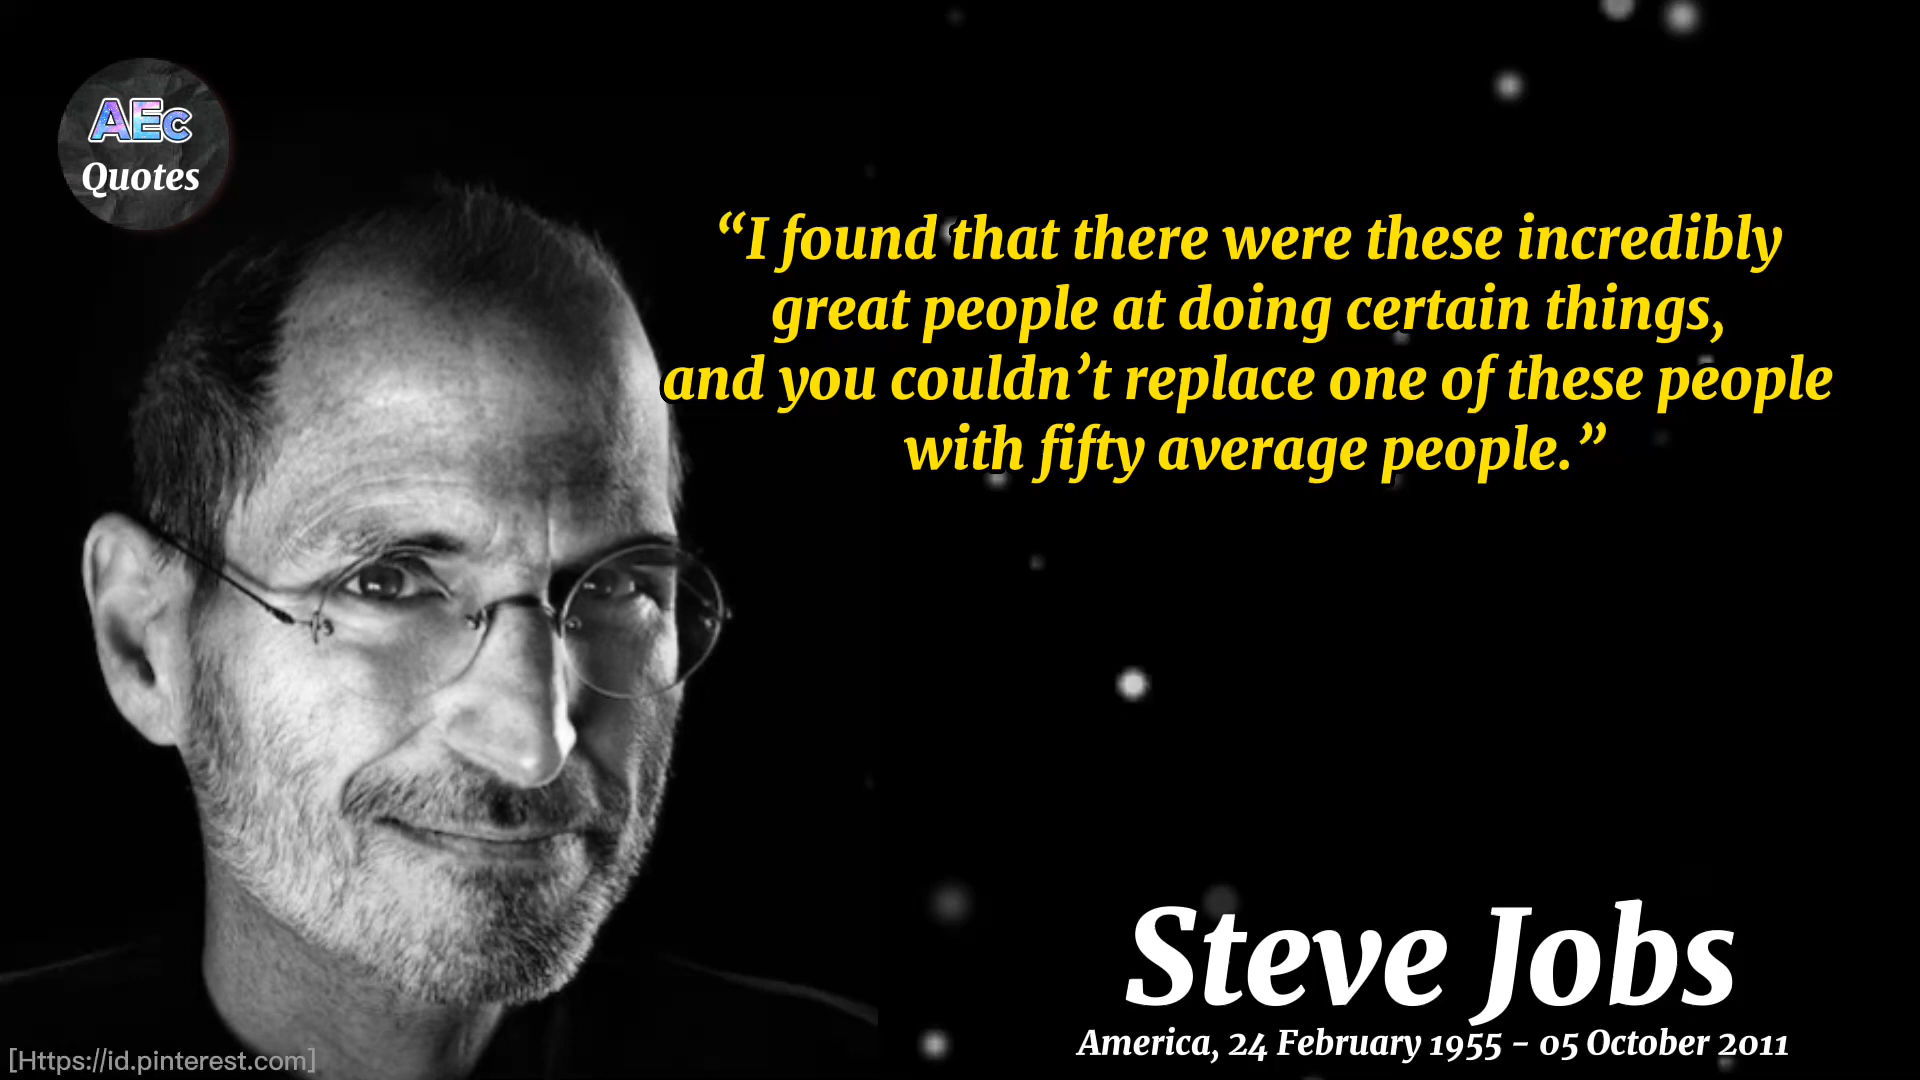 AEc
Quotes
“I found that there were these incredibly
great people at doing certain things,
and you couldn’t replace one of these people
with fifty average people.”
Steve Jobs
America, 24 February 1955 - 05 October 2011
[Https://id.pinterest.com]